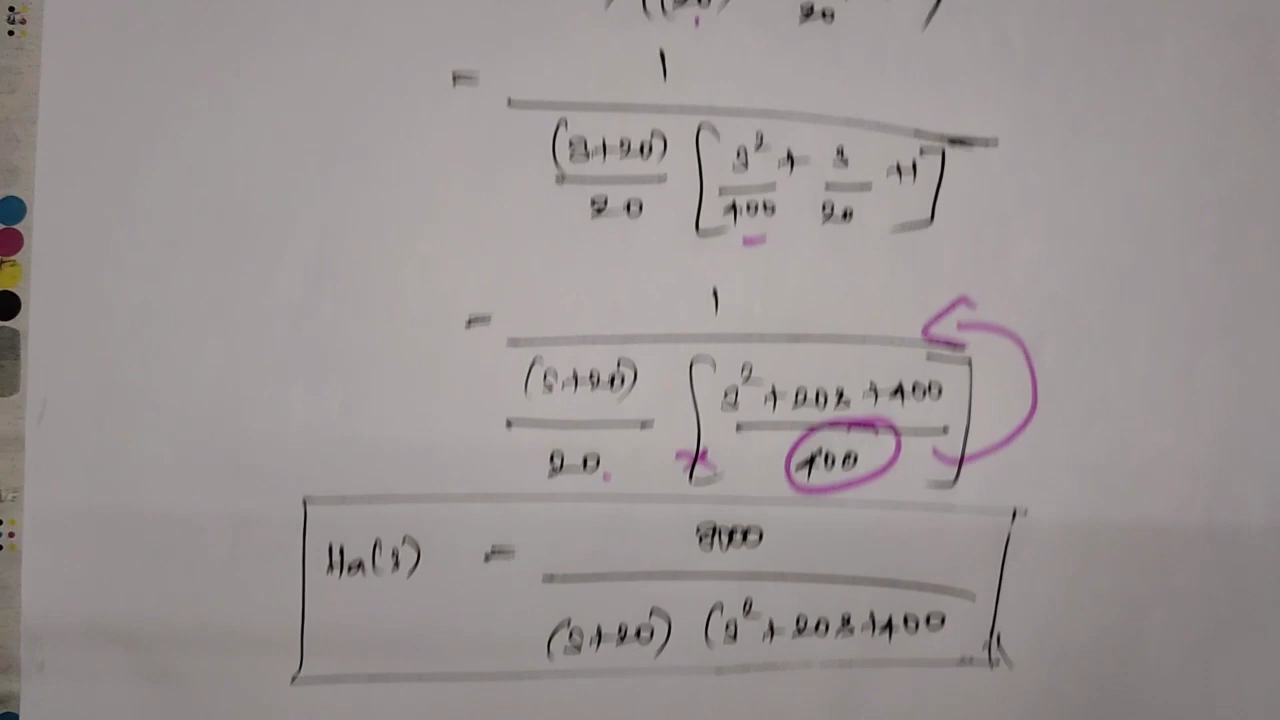 20
= 1
(s+20) [ s² + s + 1 ]
20 400 20
= 1
(s+20) [ s² + 20s + 400 ]
20 × 400
Ha(s) = 8000
(s+20) (s² + 20s + 400